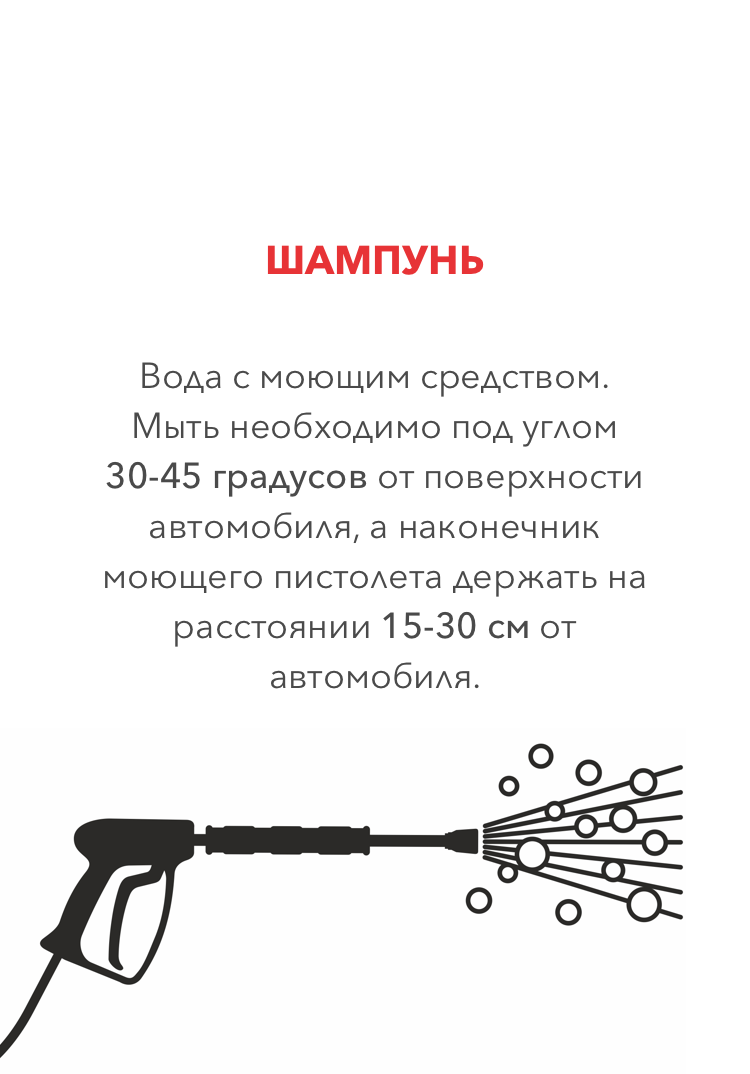 ШАМПУНЬ
Вода с моющим средством.
Мыть необходимо под углом
30-45 градусов от поверхности
автомобиля, а наконечник
моющего пистолета держать на
расстоянии 15-30 см от
автомобиля.